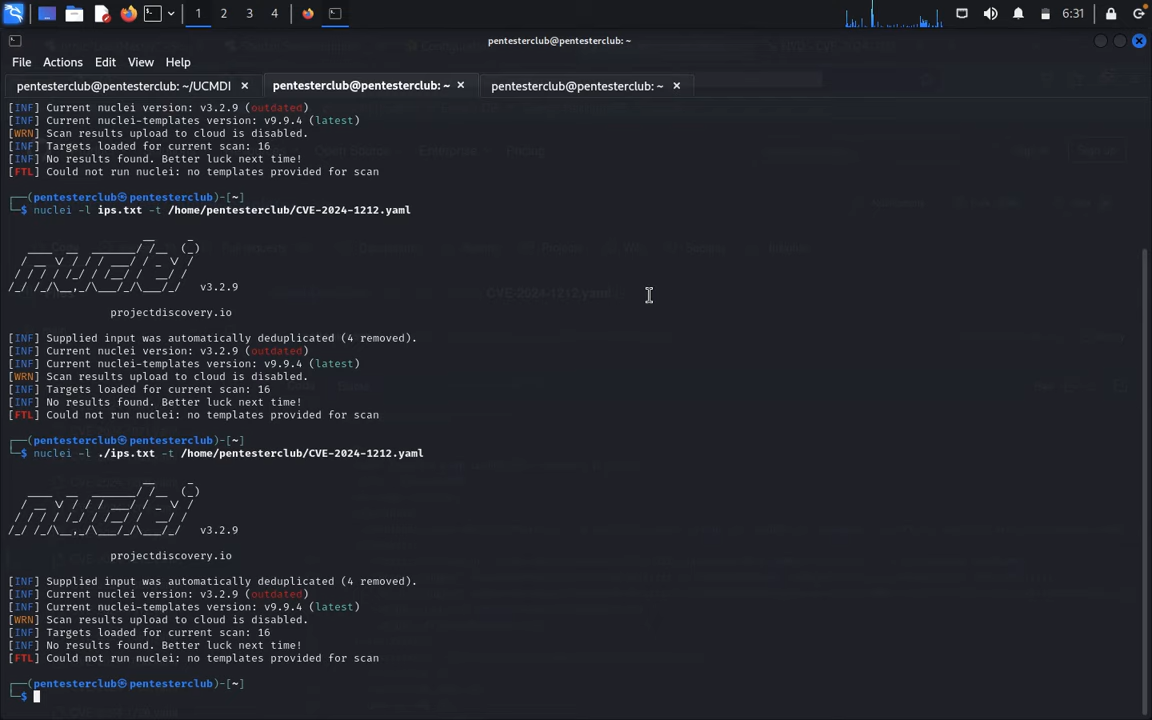 1 2 3 4 6:31
pentesterclub@pentesterclub: ~
File Actions Edit View Help
pentesterclub@pentesterclub: ~/UCMDI × pentesterclub@pentesterclub: ~ × pentesterclub@pentesterclub: ~ ×
[INF] Current nuclei version: v3.2.9 (outdated)
[INF] Current nuclei-templates version: v9.9.4 (latest)
[WRN] Scan results upload to cloud is disabled.
[INF] Targets loaded for current scan: 16
[INF] No results found. Better luck next time!
[FTL] Could not run nuclei: no templates provided for scan
┌──(pentesterclub㉿pentesterclub)-[~]
└─$ nuclei -l ips.txt -t /home/pentesterclub/CVE-2024-1212.yaml
nuclei v3.2.9
projectdiscovery.io
[INF] Supplied input was automatically deduplicated (4 removed).
[INF] Current nuclei version: v3.2.9 (outdated)
[INF] Current nuclei-templates version: v9.9.4 (latest)
[WRN] Scan results upload to cloud is disabled.
[INF] Targets loaded for current scan: 16
[INF] No results found. Better luck next time!
[FTL] Could not run nuclei: no templates provided for scan
┌──(pentesterclub㉿pentesterclub)-[~]
└─$ nuclei -l ./ips.txt -t /home/pentesterclub/CVE-2024-1212.yaml
nuclei v3.2.9
projectdiscovery.io
[INF] Supplied input was automatically deduplicated (4 removed).
[INF] Current nuclei version: v3.2.9 (outdated)
[INF] Current nuclei-templates version: v9.9.4 (latest)
[WRN] Scan results upload to cloud is disabled.
[INF] Targets loaded for current scan: 16
[INF] No results found. Better luck next time!
[FTL] Could not run nuclei: no templates provided for scan
┌──(pentesterclub㉿pentesterclub)-[~]
└─$